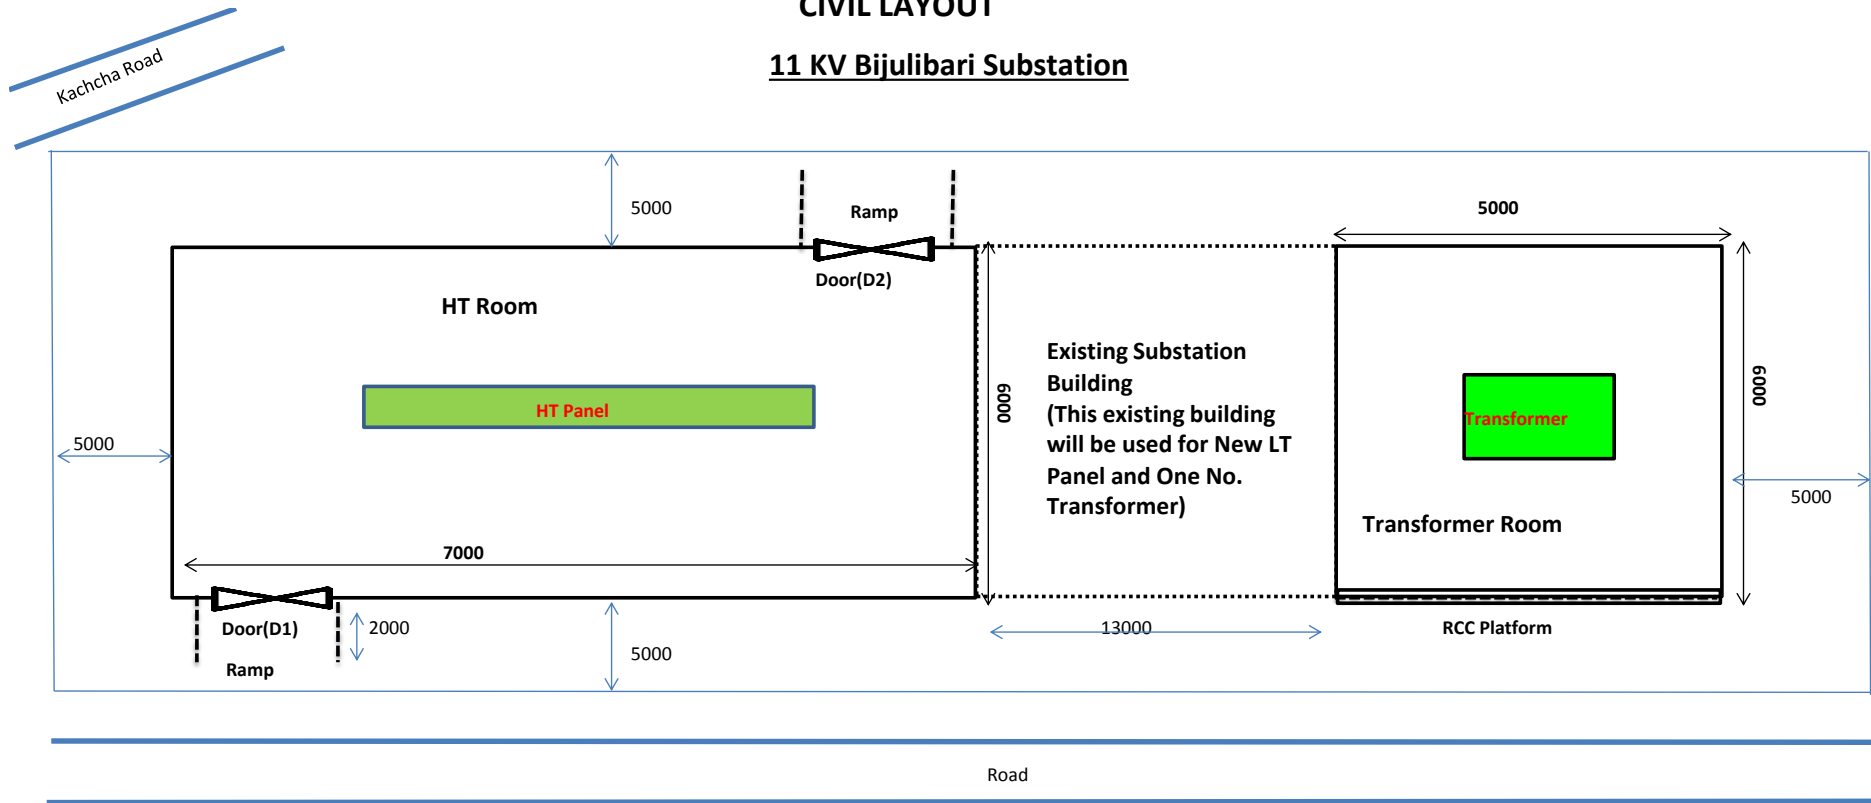 CIVIL LAYOUT
11 KV Bijulibari Substation
Kachcha Road
5000
Ramp
5000
Door(D2)
HT Room
Existing Substation
Building
(This existing building
will be used for New LT
Panel and One No.
Transformer)
6000
6000
HT Panel
Transformer
5000
5000
Transformer Room
7000
Door(D1)
2000
13000
RCC Platform
5000
Ramp
Road